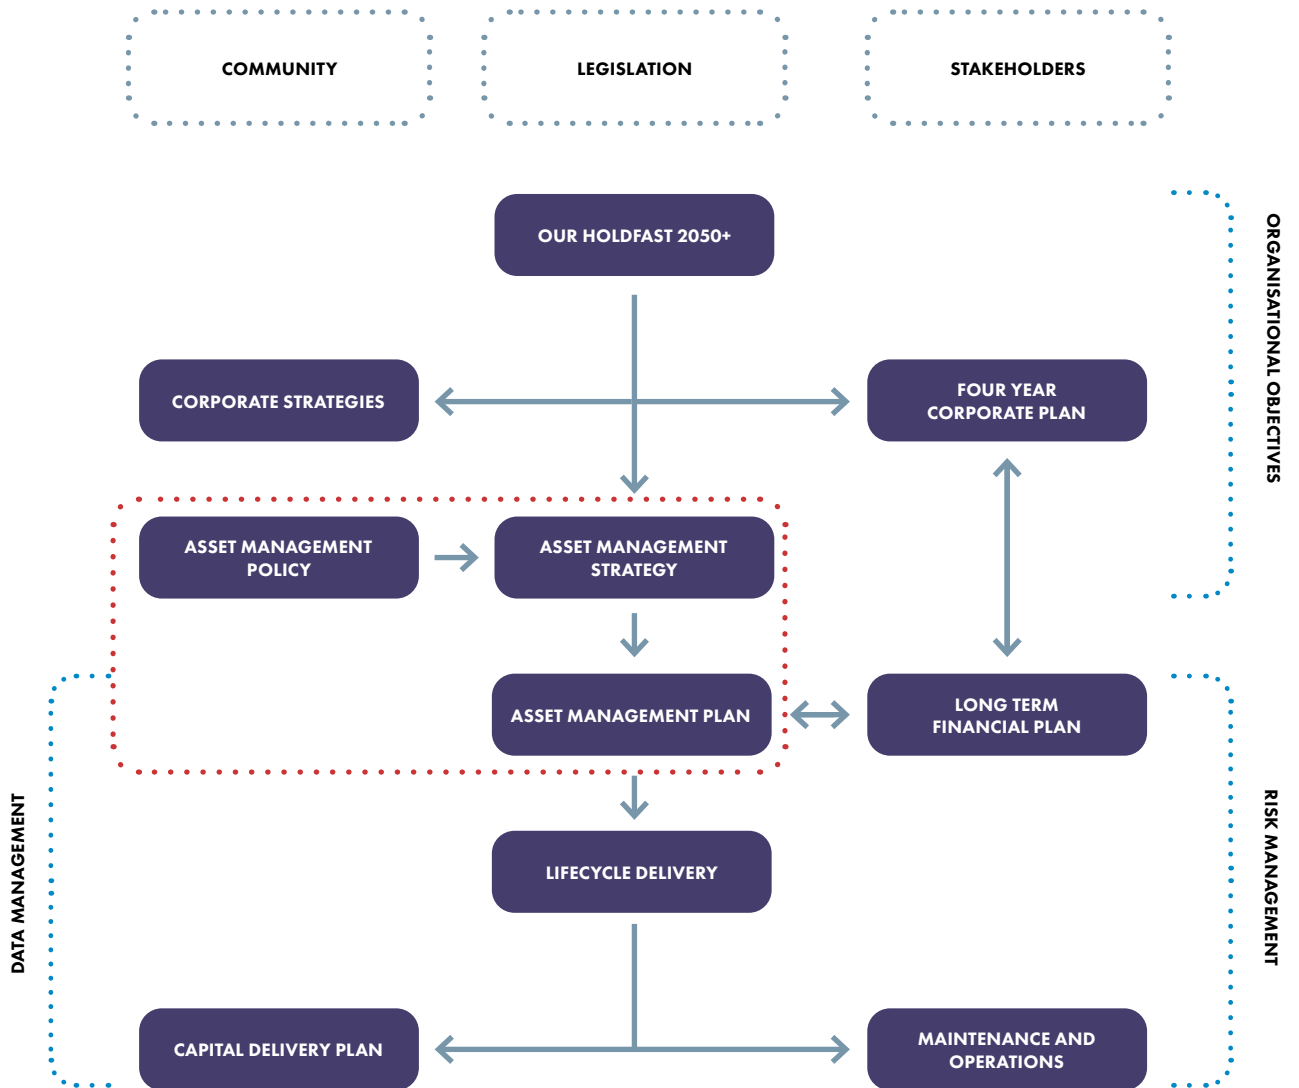 COMMUNITY
LEGISLATION
STAKEHOLDERS
OUR HOLDFAST 2050+
ORGANISATIONAL OBJECTIVES
CORPORATE STRATEGIES
FOUR YEAR
CORPORATE PLAN
ASSET MANAGEMENT
POLICY
ASSET MANAGEMENT
STRATEGY
ASSET MANAGEMENT PLAN
LONG TERM
FINANCIAL PLAN
DATA MANAGEMENT
RISK MANAGEMENT
LIFECYCLE DELIVERY
CAPITAL DELIVERY PLAN
MAINTENANCE AND
OPERATIONS